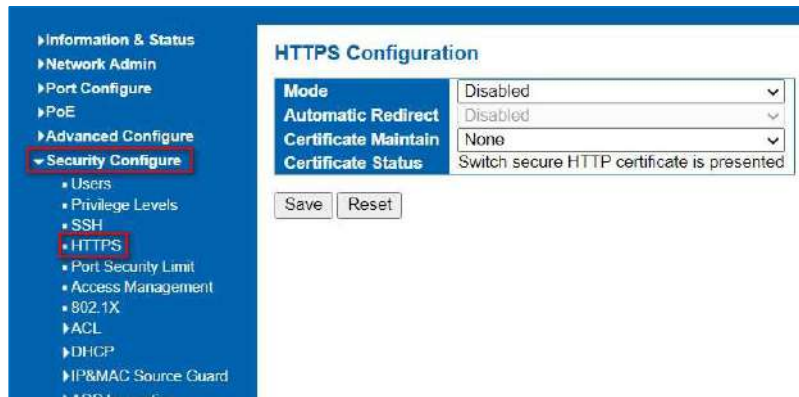 Information & Status
Network Admin
Port Configure
PoE
Advanced Configure
Security Configure
Users
Privilege Levels
SSH
HTTPS
Port Security Limit
Access Management
802.1X
ACL
DHCP
IP&MAC Source Guard
HTTPS Configuration
Mode Disabled
Automatic Redirect Disabled
Certificate Maintain None
Certificate Status Switch secure HTTP certificate is presented
Save Reset